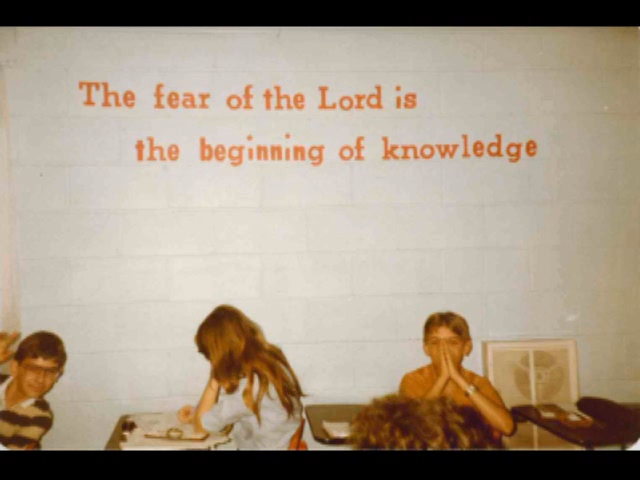 The fear of the Lord is
the beginning of knowledge